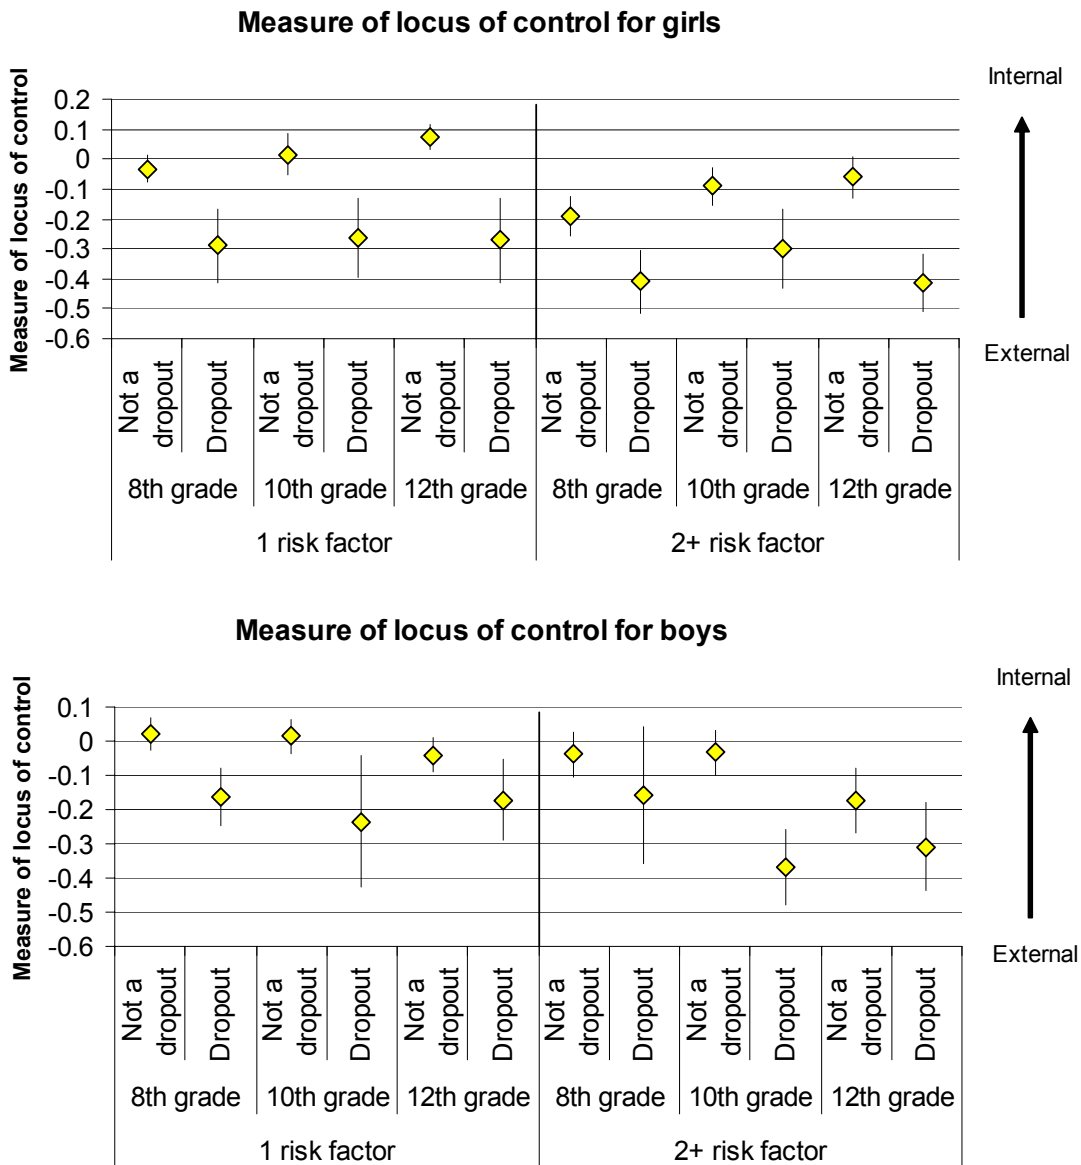 Measure of locus of control for girls
Measure of locus of control
0.2
0.1
0
-0.1
-0.2
-0.3
-0.4
-0.5
-0.6
Internal
External
Not a
dropout
Dropout
Not a
dropout
Dropout
Not a
dropout
Dropout
Not a
dropout
Dropout
Not a
dropout
Dropout
Not a
dropout
Dropout
8th grade 10th grade 12th grade 8th grade 10th grade 12th grade
1 risk factor 2+ risk factor
Measure of locus of control for boys
Measure of locus of control
0.1
0
-0.1
-0.2
-0.3
-0.4
-0.5
-0.6
Internal
External
Not a
dropout
Dropout
Not a
dropout
Dropout
Not a
dropout
Dropout
Not a
dropout
Dropout
Not a
dropout
Dropout
Not a
dropout
Dropout
8th grade 10th grade 12th grade 8th grade 10th grade 12th grade
1 risk factor 2+ risk factor